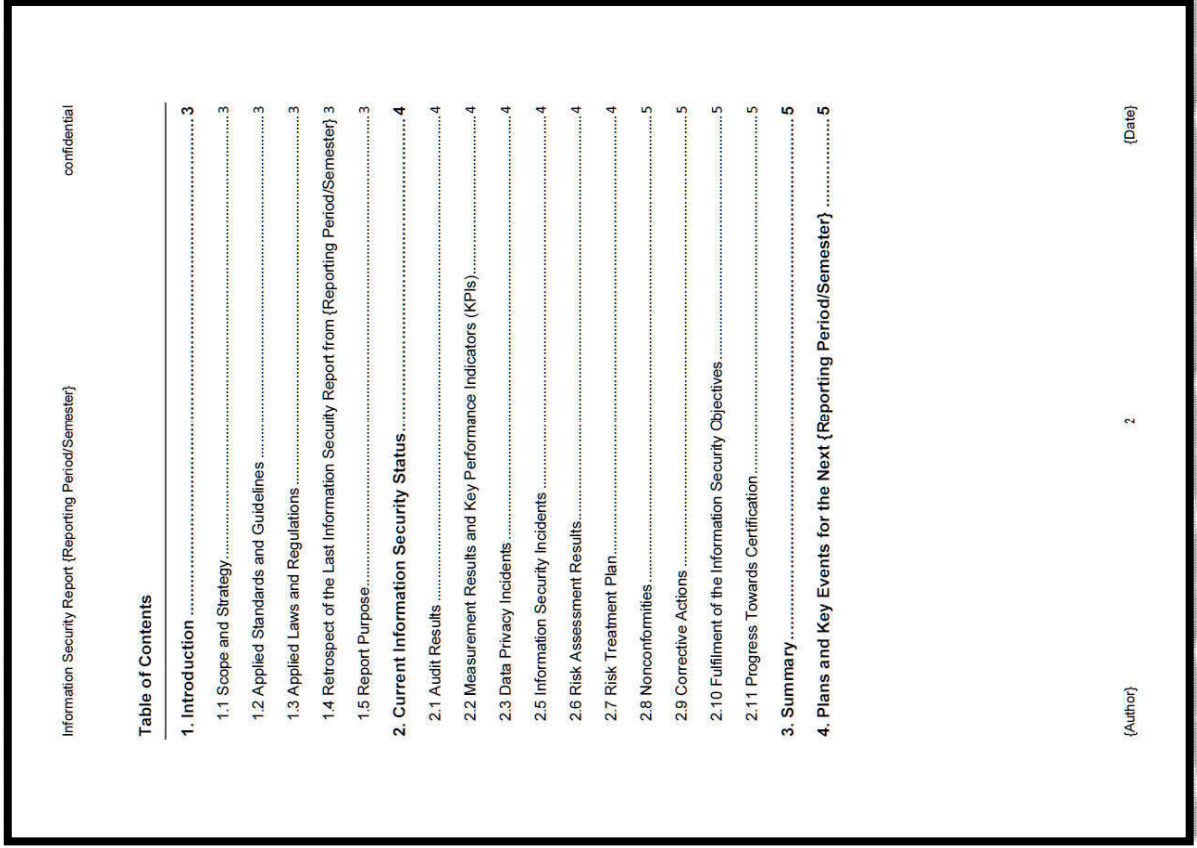 Information Security Report {Reporting Period/Semester} confidential
Table of Contents
1. Introduction ........ 3
1.1 Scope and Strategy ........ 3
1.2 Applied Standards and Guidelines ........ 3
1.3 Applied Laws and Regulations ........ 3
1.4 Retrospect of the Last Information Security Report from {Reporting Period/Semester} 3
1.5 Report Purpose ........ 3
2. Current Information Security Status ........ 4
2.1 Audit Results ........ 4
2.2 Measurement Results and Key Performance Indicators (KPIs) ........ 4
2.3 Data Privacy Incidents ........ 4
2.5 Information Security Incidents ........ 4
2.6 Risk Assessment Results ........ 4
2.7 Risk Treatment Plan ........ 4
2.8 Nonconformities ........ 5
2.9 Corrective Actions ........ 5
2.10 Fulfilment of the Information Security Objectives ........ 5
2.11 Progress Towards Certification ........ 5
3. Summary ........ 5
4. Plans and Key Events for the Next {Reporting Period/Semester} ........ 5
{Author} 2 {Date}